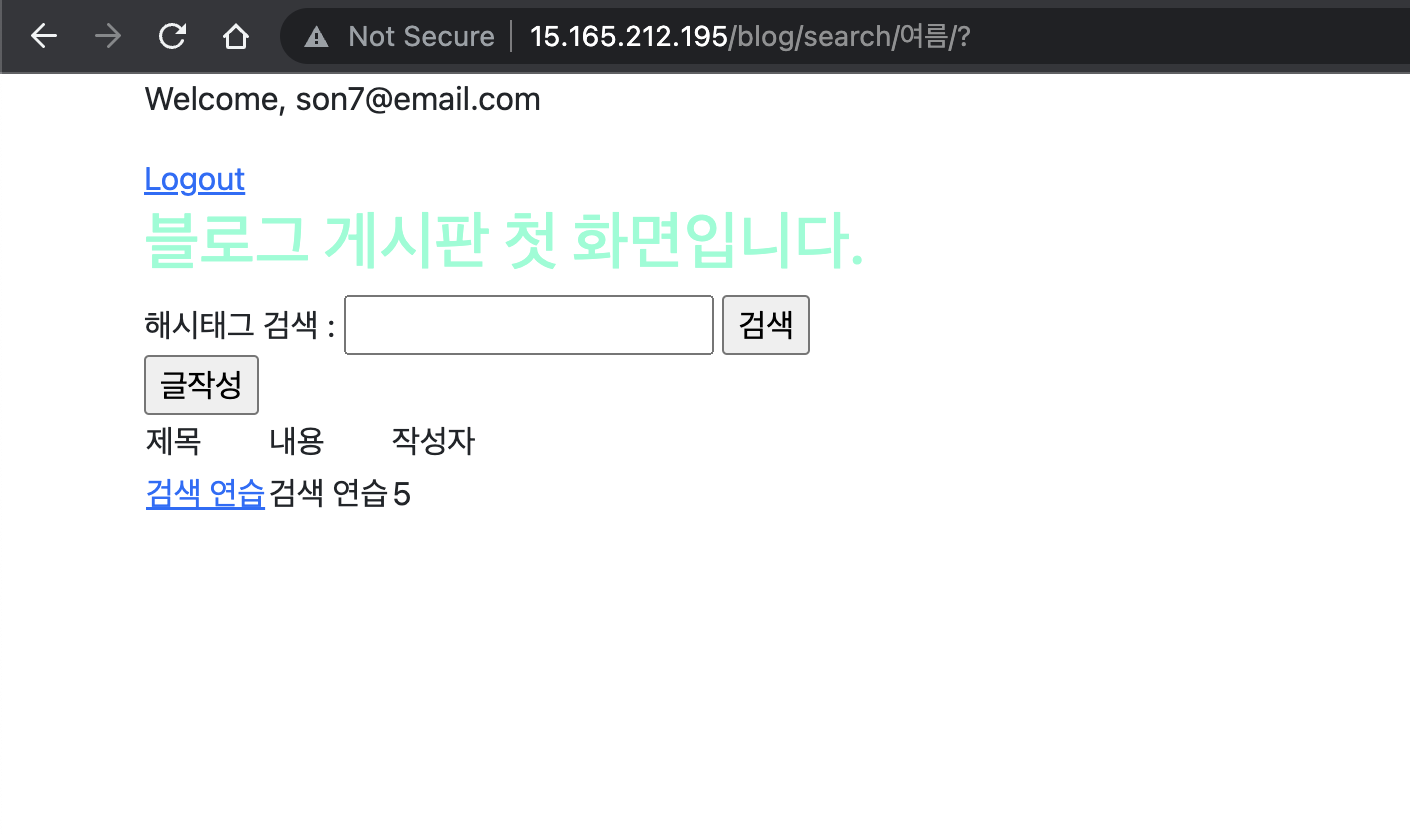 Not Secure | 15.165.212.195/blog/search/여름/?
Welcome, son7@email.com
Logout
블로그 게시판 첫 화면입니다.
해시태그 검색 : 검색
글작성
제목 내용 작성자
검색 연습 검색 연습 5